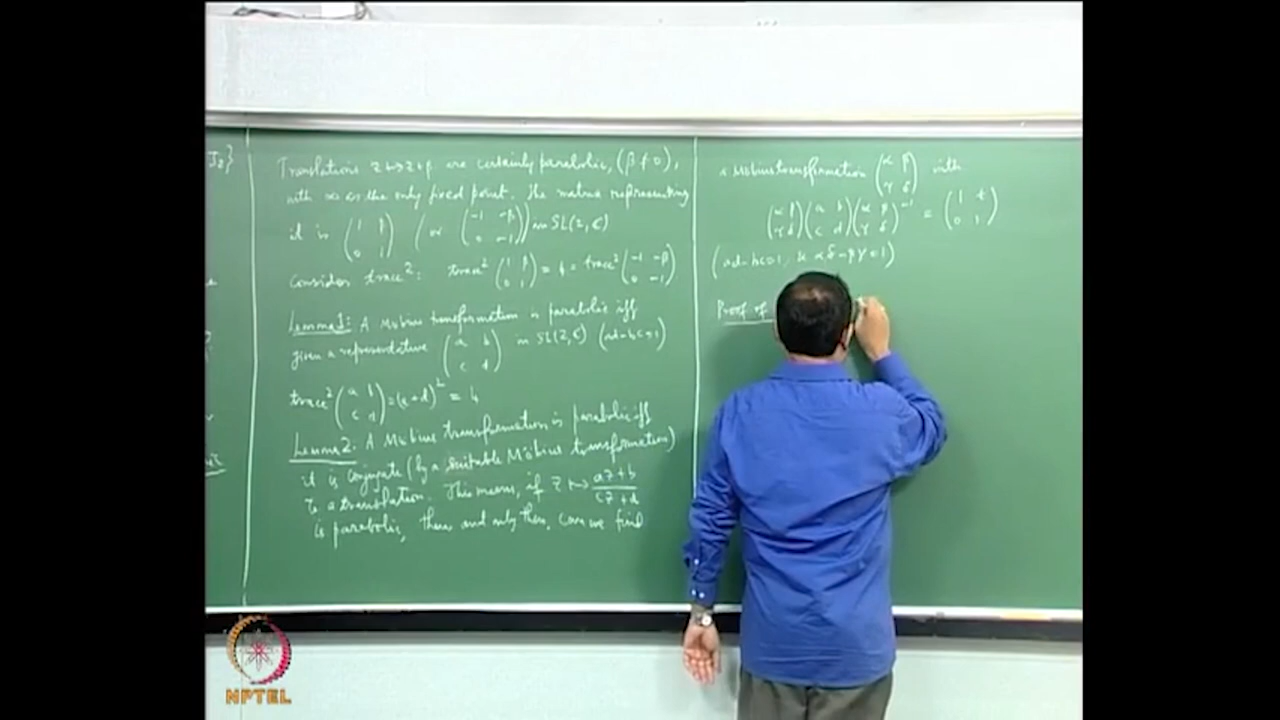 J2}
Translations z ↦ z+β are certainly parabolic, (β ≠ 0),
with ∞ as the only fixed point. The matrix representing
it is (1 β; 0 1) (or (-1 -β; 0 -1)) in SL(2,ℂ)
Consider trace²: trace² (1 β; 0 1) = 4 = trace² (-1 -β; 0 -1)
Lemma 1: A Möbius transformation is parabolic iff
given a representative (a b; c d) in SL(2,ℂ) (ad-bc=1)
trace² (a b; c d) = (a+d)² = 4
Lemma 2: A Möbius transformation is parabolic iff
it is conjugate (by a suitable Möbius transformation)
to a translation. This means, if z ↦ az+b/cz+d
is parabolic, then and only then, can we find
a Möbius transformation (α β; γ δ) with
(α β; γ δ)(a b; c d)(α β; γ δ)⁻¹ = (1 t; 0 1)
(ad-bc=1, & αδ-βγ=1)
Proof of
NPTEL